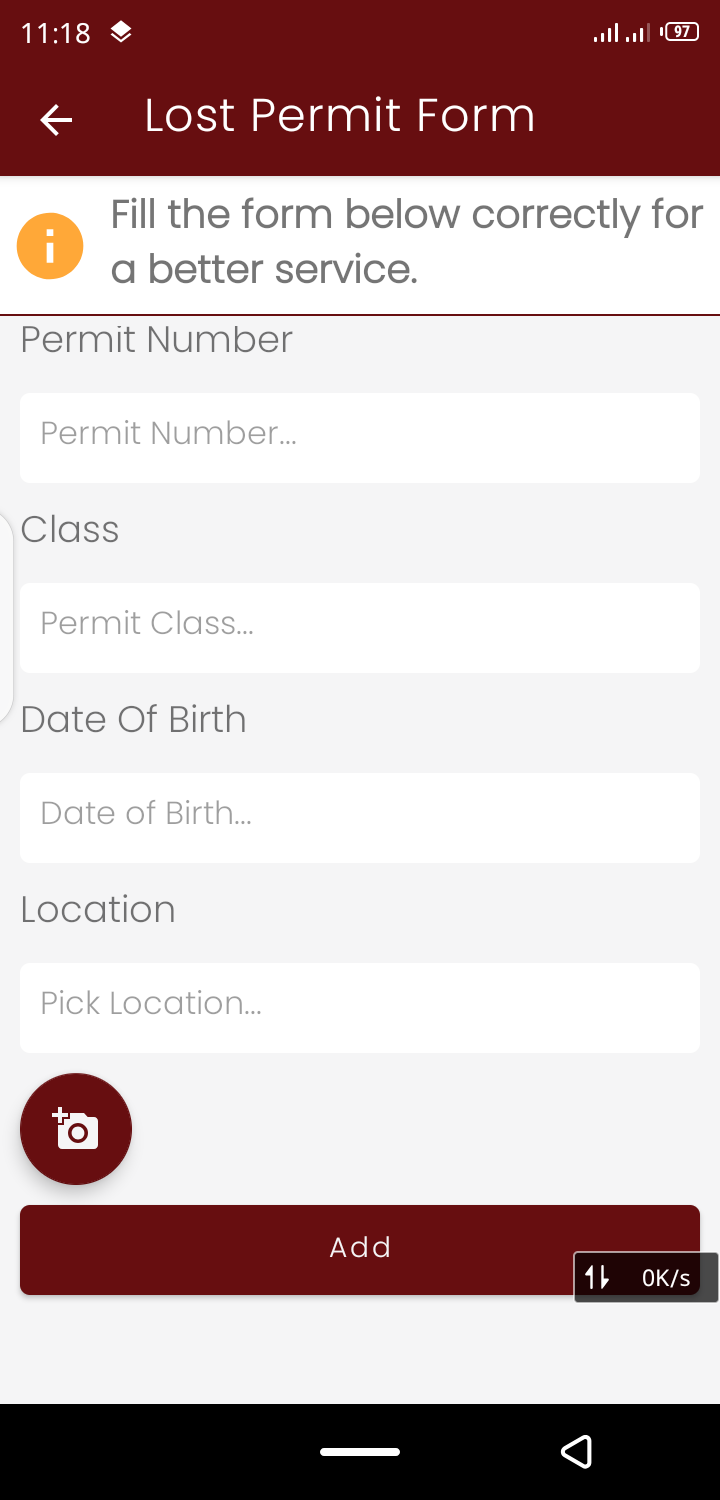 11:18
97
Lost Permit Form
Fill the form below correctly for
a better service.
Permit Number
Permit Number...
Class
Permit Class...
Date Of Birth
Date of Birth...
Location
Pick Location...
Add
0K/s